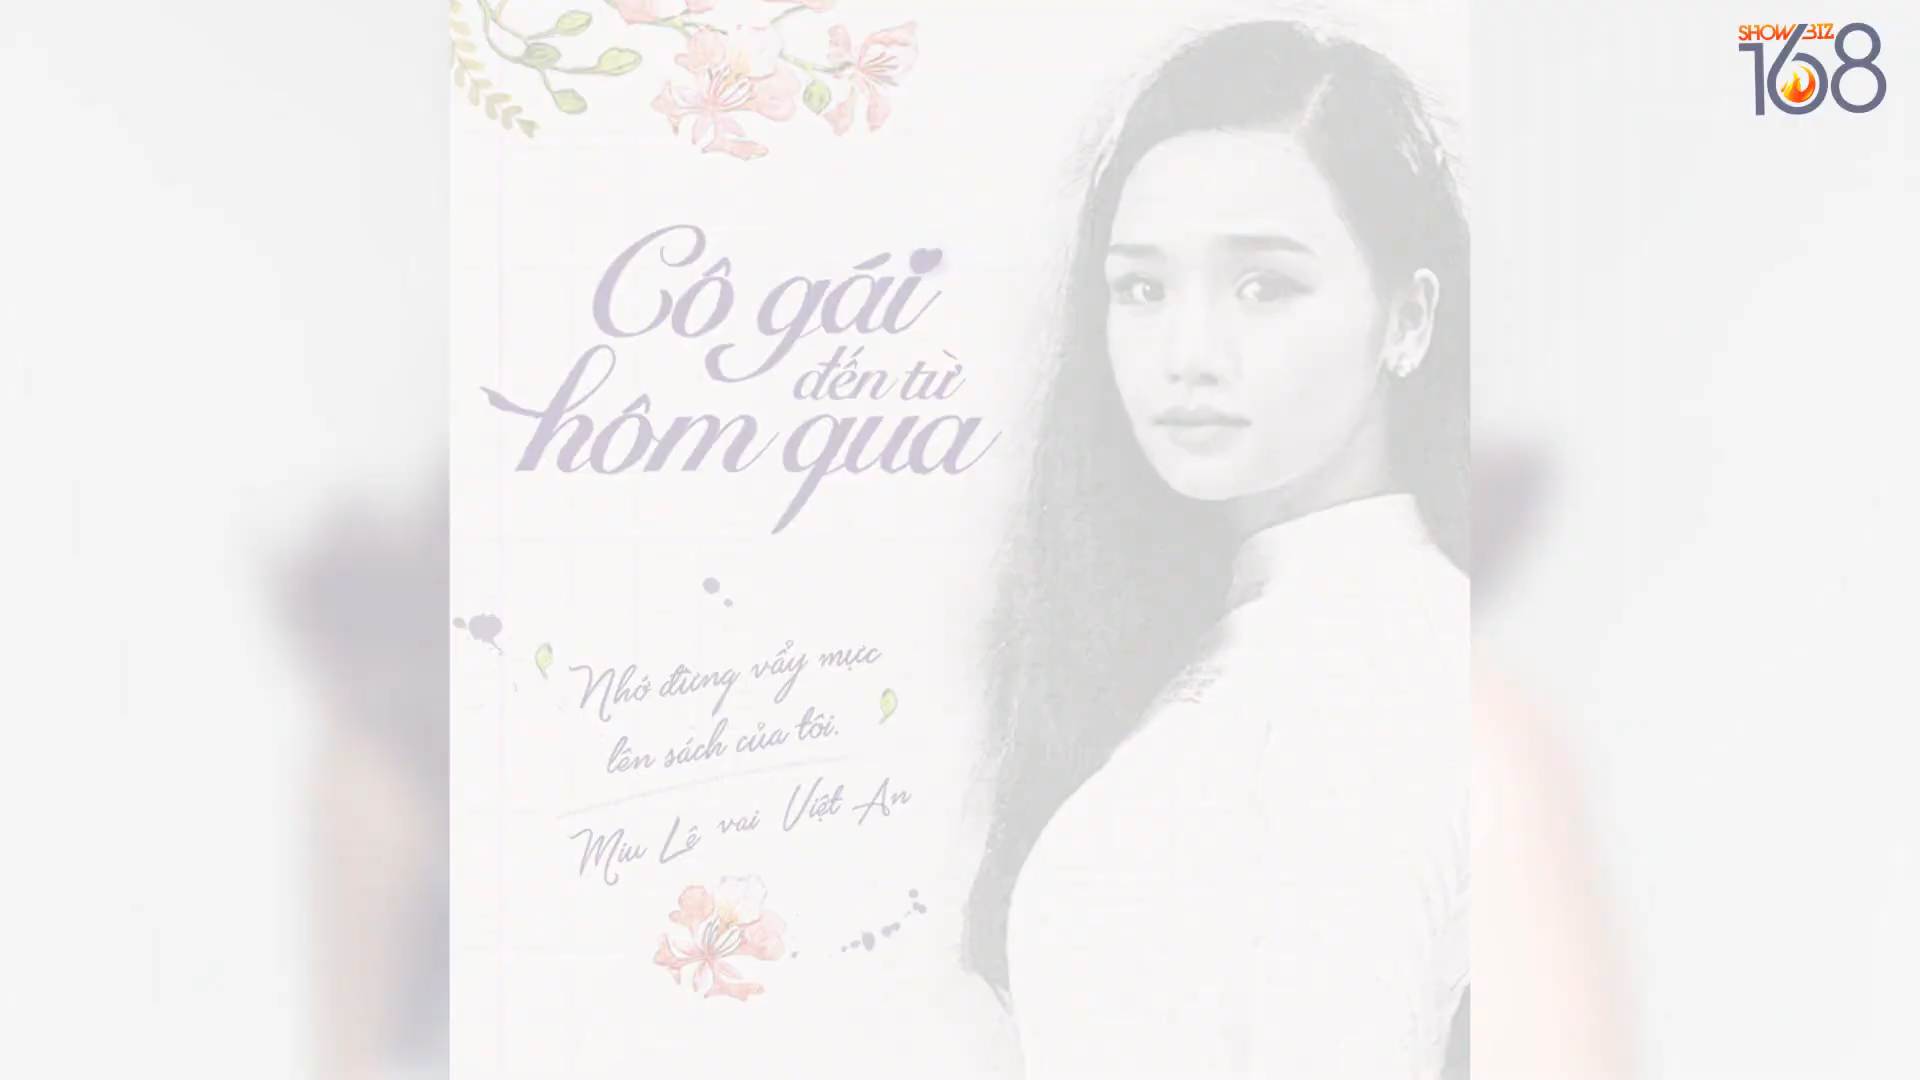 SHOWBIZ
168
Cô gái
đến từ
hôm qua
Nhớ đừng vẩy mực
lên sách của tôi.
Miu Lê vai Việt An